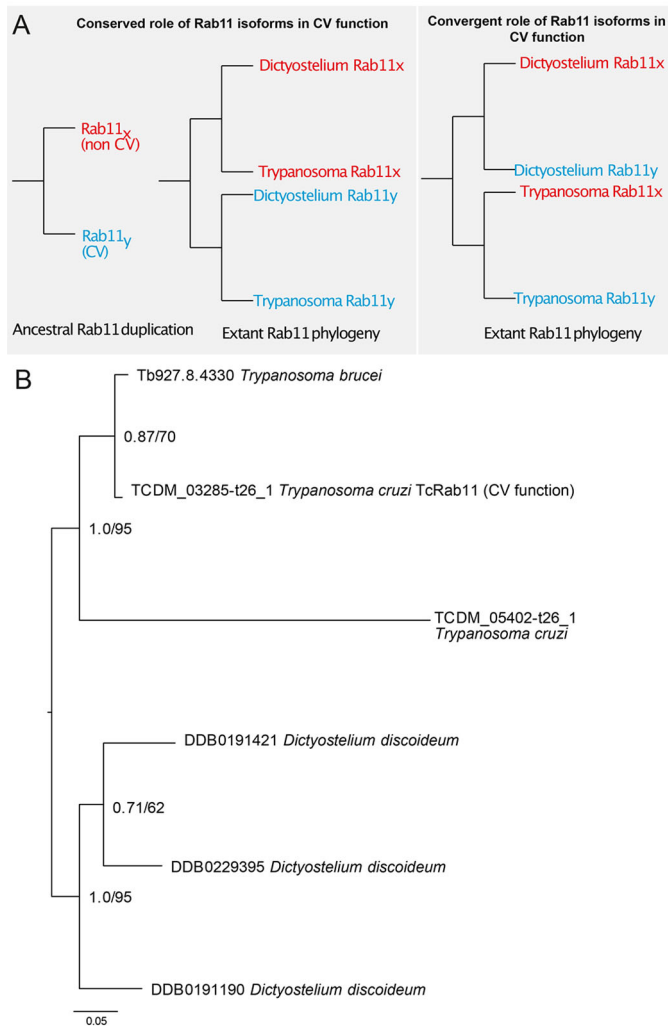 A
Conserved role of Rab11 isoforms in CV function
Rab11x
(non CV)
Rab11y
(CV)
Ancestral Rab11 duplication
Dictyostelium Rab11x
Trypanosoma Rab11x
Dictyostelium Rab11y
Trypanosoma Rab11y
Extant Rab11 phylogeny
Convergent role of Rab11 isoforms in
CV function
Dictyostelium Rab11x
Dictyostelium Rab11y
Trypanosoma Rab11x
Trypanosoma Rab11y
Extant Rab11 phylogeny
B
Tb927.8.4330 Trypanosoma brucei
0.87/70
TCDM_03285-t26_1 Trypanosoma cruzi TcRab11 (CV function)
1.0/95
TCDM_05402-t26_1
Trypanosoma cruzi
DDB0191421 Dictyostelium discoideum
0.71/62
DDB0229395 Dictyostelium discoideum
1.0/95
DDB0191190 Dictyostelium discoideum
0.05